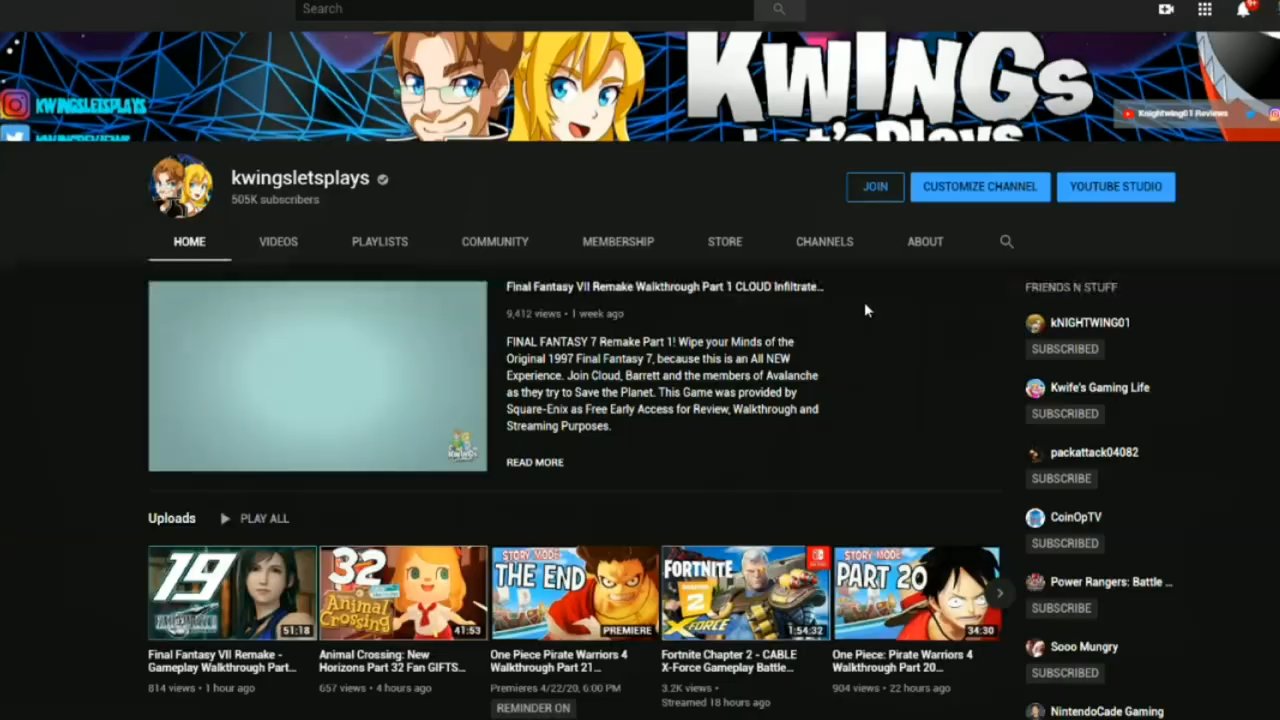 Search
9+
KWINGs
Let'sPlays
KWINGSLETSPLAYS
KWINGREVIEWS
Knightwing01 Reviews
kwingsletsplays
505K subscribers
JOIN
CUSTOMIZE CHANNEL
YOUTUBE STUDIO
HOME
VIDEOS
PLAYLISTS
COMMUNITY
MEMBERSHIP
STORE
CHANNELS
ABOUT
Final Fantasy VII Remake Walkthrough Part 1 CLOUD Infiltrate...
9,412 views • 1 week ago
FINAL FANTASY 7 Remake Part 1! Wipe your Minds of the
Original 1997 Final Fantasy 7, because this is an All NEW
Experience. Join Cloud, Barrett and the members of Avalanche
as they try to Save the Planet. This Game was provided by
Square-Enix as Free Early Access for Review, Walkthrough and
Streaming Purposes.
READ MORE
KWINGs
FRIENDS N STUFF
kNIGHTWING01
SUBSCRIBED
Kwife's Gaming Life
SUBSCRIBED
packattack04082
SUBSCRIBE
CoinOpTV
SUBSCRIBED
Power Rangers: Battle ...
SUBSCRIBE
Sooo Mungry
SUBSCRIBED
NintendoCade Gaming
Uploads
PLAY ALL
19
51:18
Final Fantasy VII Remake -
Gameplay Walkthrough Part...
814 views • 1 hour ago
32
Animal
Crossing
41:53
Animal Crossing: New
Horizons Part 32 Fan GIFTS...
657 views • 4 hours ago
STORY MODE
THE END
PREMIERE
One Piece Pirate Warriors 4
Walkthrough Part 21...
Premieres 4/22/20, 6:00 PM
REMINDER ON
FORTNITE
2
X-FORCE
1:54:32
Fortnite Chapter 2 - CABLE
X-Force Gameplay Battle...
3.2K views •
Streamed 18 hours ago
STORY MODE
PART 20
34:30
One Piece: Pirate Warriors 4
Walkthrough Part 20...
904 views • 22 hours ago